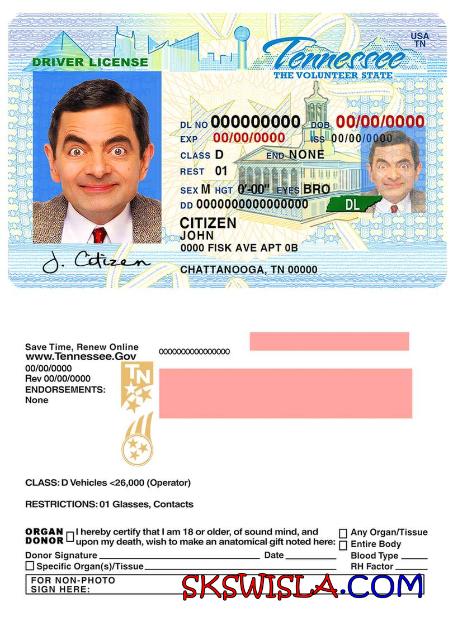 USA
TN
Tennessee
DRIVER LICENSE
THE VOLUNTEER STATE
DL NO 000000000 DOB 00/00/0000
EXP 00/00/0000 ISS 00/00/0000
CLASS D END NONE
REST 01
SEX M HGT 0'-00" EYES BRO
DL
DD 0000000000000000
CITIZEN
JOHN
0000 FISK AVE APT 0B
J. Citizen
CHATTANOOGA, TN 00000
Save Time, Renew Online
www.Tennessee.Gov
000000000000000
00/00/0000
Rev 00/00/0000
TN
ENDORSEMENTS:
None
CLASS: D Vehicles <26,000 (Operator)
RESTRICTIONS: 01 Glasses, Contacts
ORGAN DONOR
I hereby certify that I am 18 or older, of sound mind, and
upon my death, wish to make an anatomical gift noted here:
Any Organ/Tissue
Entire Body
Donor Signature Date Blood Type
Specific Organ(s)/Tissue RH Factor
FOR NON-PHOTO
SIGN HERE:
SKSWISLA.COM